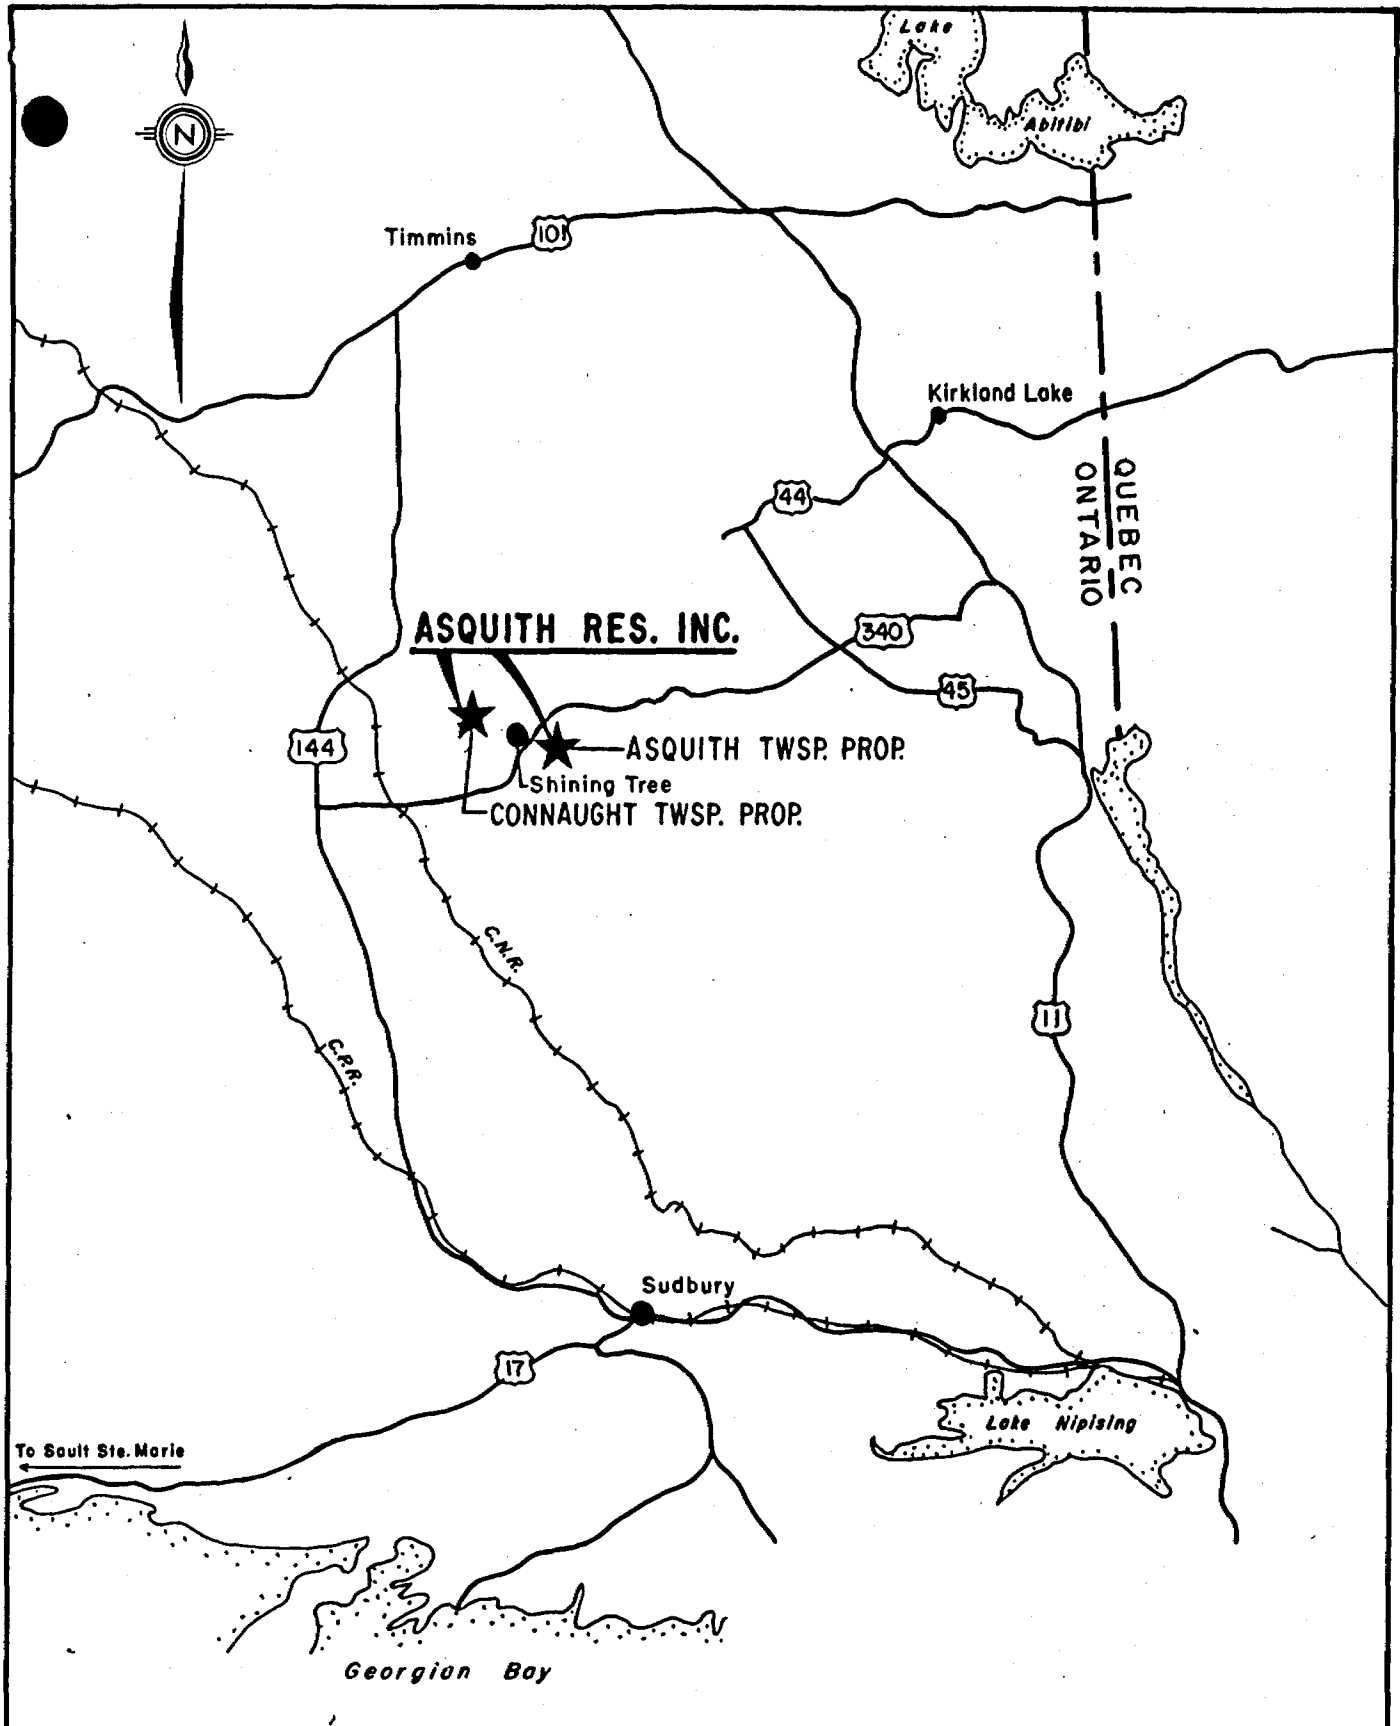 Lake
Abitibi
N
Timmins
101
Kirkland Lake
44
QUEBEC
ONTARIO
ASQUITH RES. INC.
340
45
144
ASQUITH TWSP. PROP.
Shining Tree
CONNAUGHT TWSP. PROP.
C.N.R.
11
C.P.R.
Sudbury
17
Lake Nipising
To Sault Ste. Marie
Georgian Bay